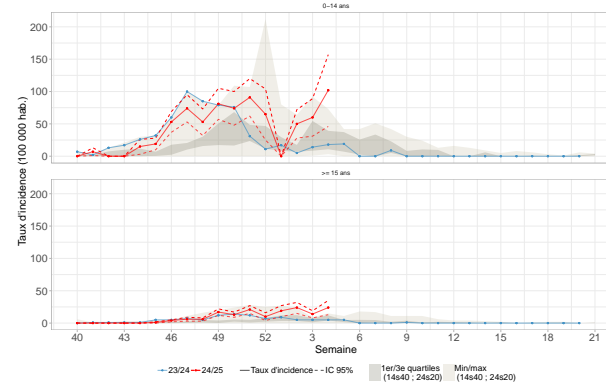 0−14 ans
200
150
100
50
0
>= 15 ans
200
150
100
50
0
Taux d'incidence (100 000 hab.)
40 43 46 49 52 3 6 9 12 15 18 21
Semaine
23/24 24/25 Taux d'incidence IC 95% 1er/3e quartiles (14s40 ; 24s20) Min/max (14s40 ; 24s20)